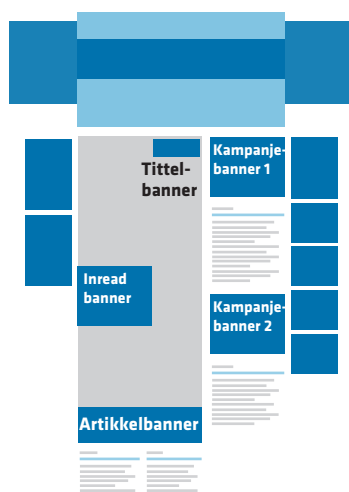 Tittel-
banner
Kampanje-
banner 1
Inread
banner
Kampanje-
banner 2
Artikkelbanner